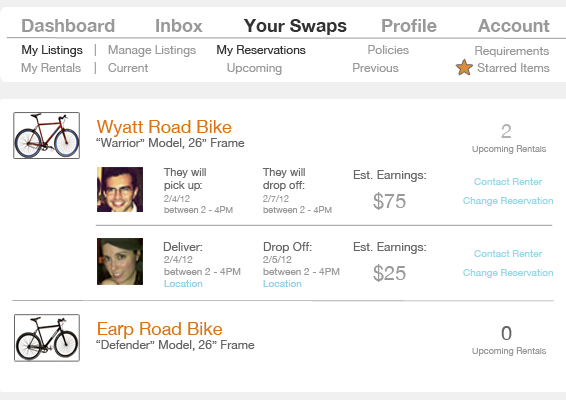 Dashboard Inbox Your Swaps Profile Account
My Listings | Manage Listings My Reservations Policies Requirements
My Rentals | Current Upcoming Previous Starred Items
Wyatt Road Bike
“Warrior” Model, 26” Frame
2
Upcoming Rentals
They will
pick up:
2/4/12
between 2 - 4PM
They will
drop off:
2/7/12
between 2 - 4PM
Est. Earnings:
$75
Contact Renter
Change Reservation
Deliver:
2/4/12
between 2 - 4PM
Location
Drop Off:
2/5/12
between 2 - 4PM
Location
Est. Earnings:
$25
Contact Renter
Change Reservation
Earp Road Bike
“Defender” Model, 26” Frame
0
Upcoming Rentals